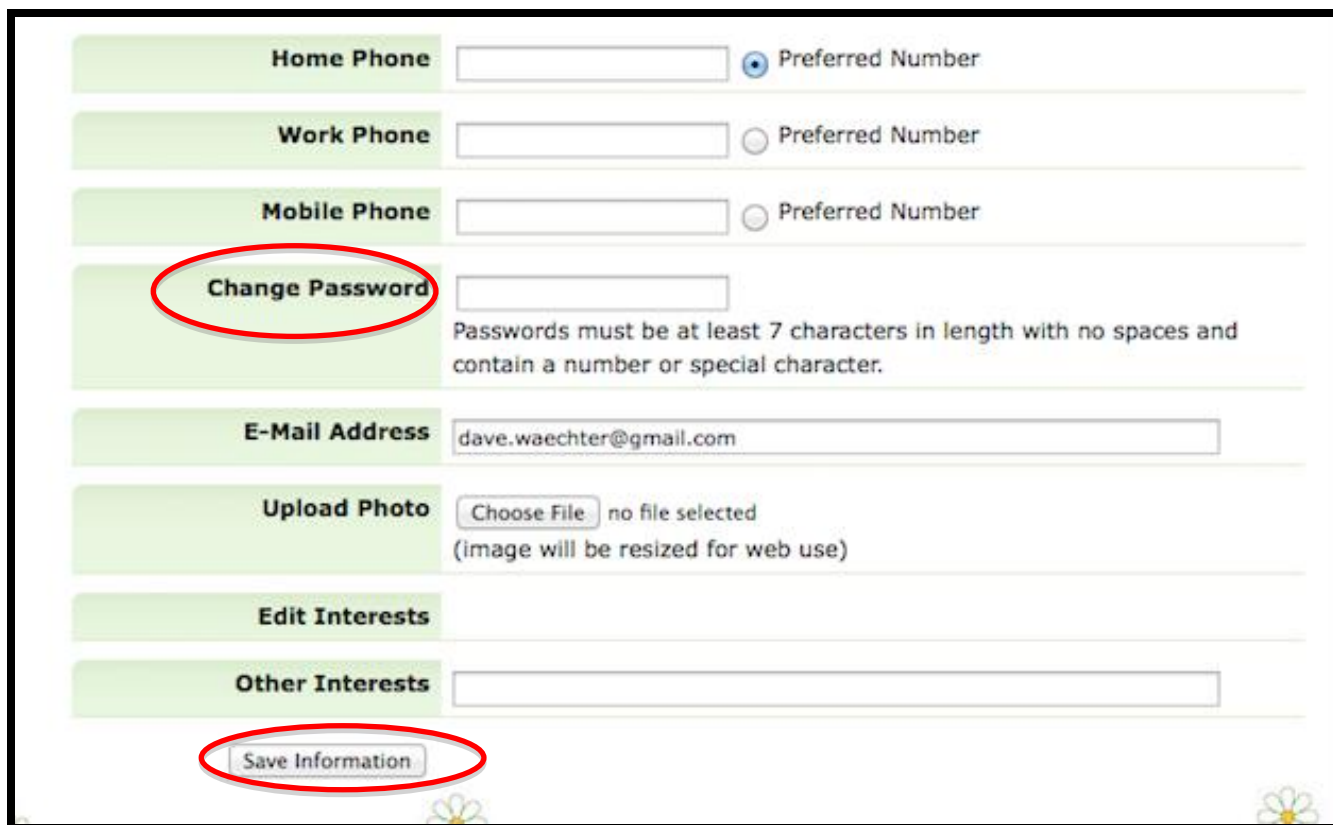 Home Phone Preferred Number
Work Phone Preferred Number
Mobile Phone Preferred Number
Change Password
Passwords must be at least 7 characters in length with no spaces and
contain a number or special character.
E-Mail Address dave.waechter@gmail.com
Upload Photo Choose File no file selected
(image will be resized for web use)
Edit Interests
Other Interests
Save Information